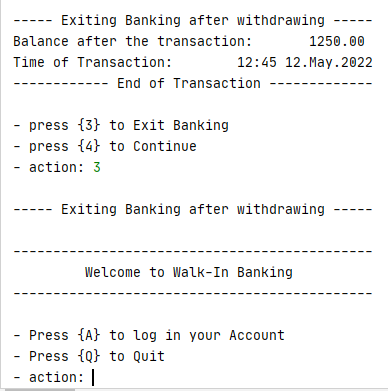 ----- Exiting Banking after withdrawing -----
Balance after the transaction:       1250.00
Time of Transaction:        12:45 12.May.2022
------------ End of Transaction -------------
- press {3} to Exit Banking
- press {4} to Continue
- action: 3
----- Exiting Banking after withdrawing -----
---------------------------------------------
         Welcome to Walk-In Banking
---------------------------------------------
- Press {A} to log in your Account
- Press {Q} to Quit
- action: